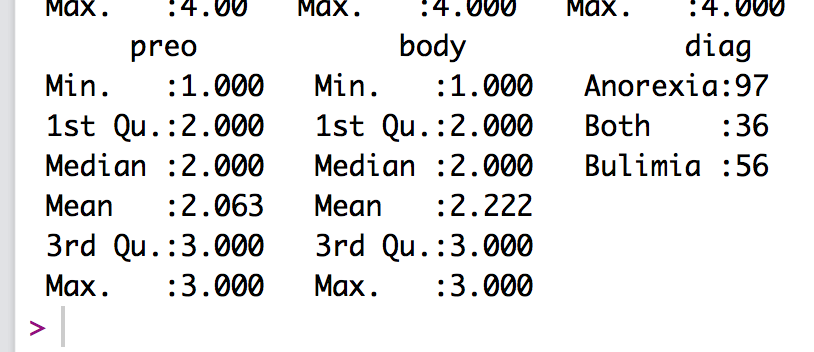 Max.   :4.00   Max.   :4.000   Max.   :4.000
     preo            body             diag
Min.   :1.000   Min.   :1.000   Anorexia:97
1st Qu.:2.000   1st Qu.:2.000   Both    :36
Median :2.000   Median :2.000   Bulimia :56
Mean   :2.063   Mean   :2.222
3rd Qu.:3.000   3rd Qu.:3.000
Max.   :3.000   Max.   :3.000
>